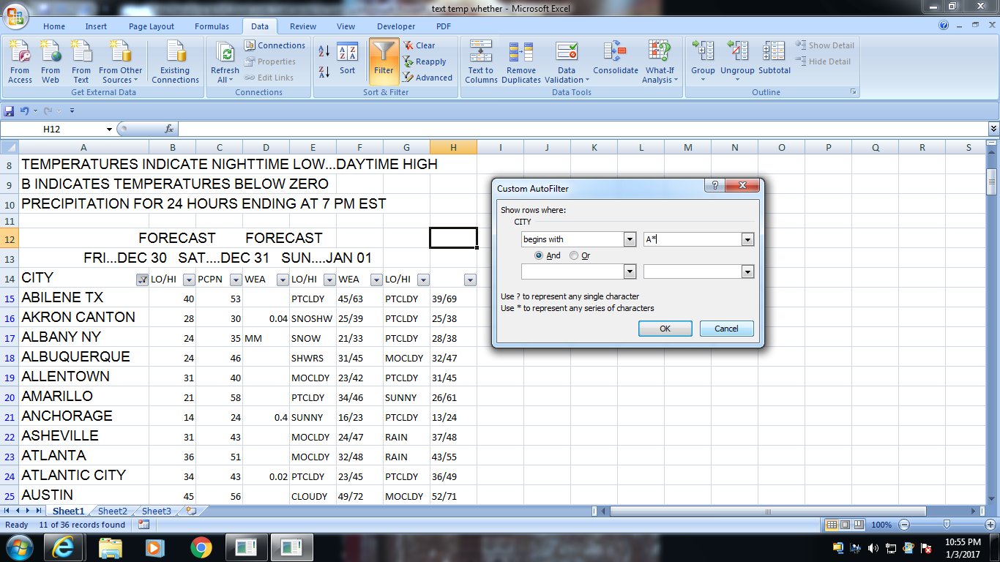 text temp whether - Microsoft Excel
Home Insert Page Layout Formulas Data Review View Developer PDF
From Access From Web From Text From Other Sources Existing Connections Refresh All Connections Properties Edit Links Sort Filter Clear Reapply Advanced Text to Columns Remove Duplicates Data Validation Consolidate What-If Analysis Group Ungroup Subtotal Show Detail Hide Detail
Get External Data Connections Sort & Filter Data Tools Outline
H12 fx
A B C D E F G H I J K L M N O P Q R S
8 TEMPERATURES INDICATE NIGHTTIME LOW...DAYTIME HIGH
9 B INDICATES TEMPERATURES BELOW ZERO
10 PRECIPITATION FOR 24 HOURS ENDING AT 7 PM EST
11
12 FORECAST FORECAST
13 FRI...DEC 30 SAT....DEC 31 SUN....JAN 01
14 CITY LO/HI PCPN WEA LO/HI WEA LO/HI
15 ABILENE TX 40 53 PTCLDY 45/63 PTCLDY 39/69
16 AKRON CANTON 28 30 0.04 SNOSHW 25/39 PTCLDY 25/38
17 ALBANY NY 24 35 MM SNOW 21/33 PTCLDY 28/38
18 ALBUQUERQUE 24 46 SHWRS 31/45 MOCLDY 32/47
19 ALLENTOWN 31 40 MOCLDY 23/42 PTCLDY 31/45
20 AMARILLO 21 58 PTCLDY 34/46 SUNNY 26/61
21 ANCHORAGE 14 24 0.4 SUNNY 16/23 PTCLDY 13/24
22 ASHEVILLE 31 43 MOCLDY 24/47 RAIN 37/48
23 ATLANTA 36 51 MOCLDY 32/48 RAIN 43/55
24 ATLANTIC CITY 34 43 0.02 PTCLDY 23/45 PTCLDY 36/49
25 AUSTIN 45 56 CLOUDY 49/72 MOCLDY 52/71
Custom AutoFilter
Show rows where:
CITY
begins with A*
And Or
Use ? to represent any single character
Use * to represent any series of characters
OK Cancel
Sheet1 Sheet2 Sheet3
Ready 11 of 36 records found 100%
10:55 PM
1/3/2017